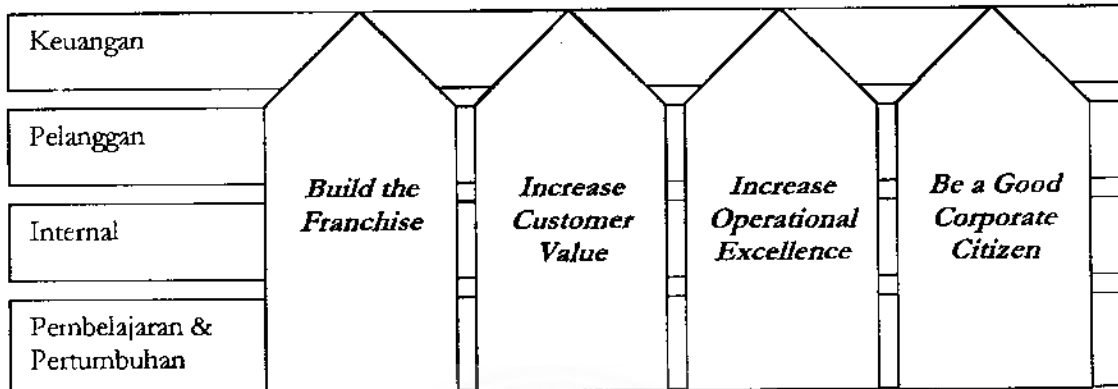 Keuangan
Pelanggan
Internal
Pembelajaran &
Pertumbuhan
Build the
Franchise
Increase
Customer
Value
Increase
Operational
Excellence
Be a Good
Corporate
Citizen